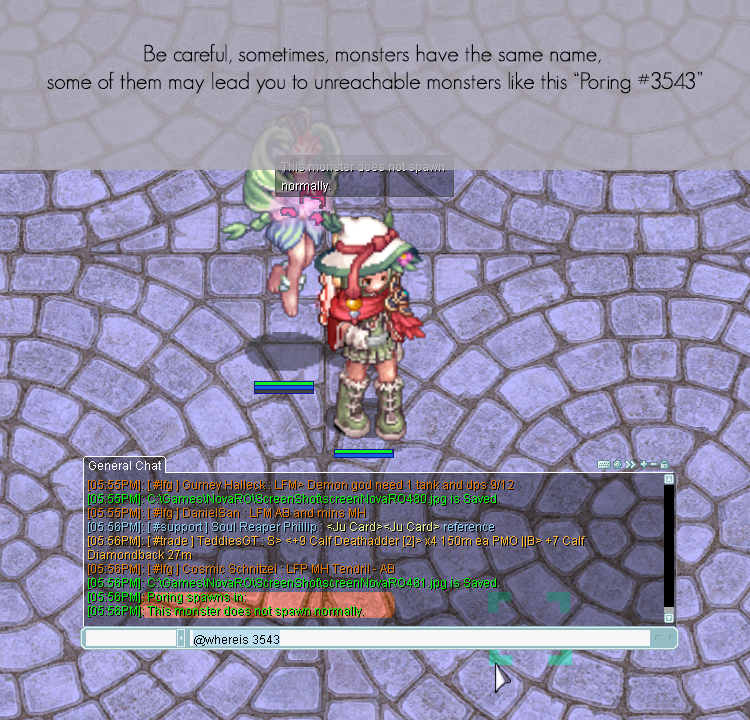 Be careful, sometimes, monsters have the same name,
some of them may lead you to unreachable monsters like this “Poring #3543”
This monster does not spawn
normally.
General Chat
[05:55PM]: [ #lfg ] Gurney Halleck : LFM> Demon god need 1 tank and dps 9/12
[05:55PM]: C:\Games\NovaRO\ScreenShot\screenNovaRO480.jpg is Saved.
[05:56PM]: [ #lfg ] DanielSan : LFM AB and mins MH
[05:56PM]: [ #support ] Soul Reaper Phillip : <Ju Card><Ju Card> reference
[05:56PM]: [ #trade ] TeddiesGT : S> <+9 Calf Deathadder [2]> x4 150m ea PMO ||B> +7 Calf
Diamondback 27m
[05:56PM]: [ #lfg ] Cosmic Schnitzel : LFP MH Tendril - AB
[05:56PM]: C:\Games\NovaRO\ScreenShot\screenNovaRO481.jpg is Saved.
[05:56PM]: Poring spawns in:
[05:56PM]: This monster does not spawn normally.
@whereis 3543